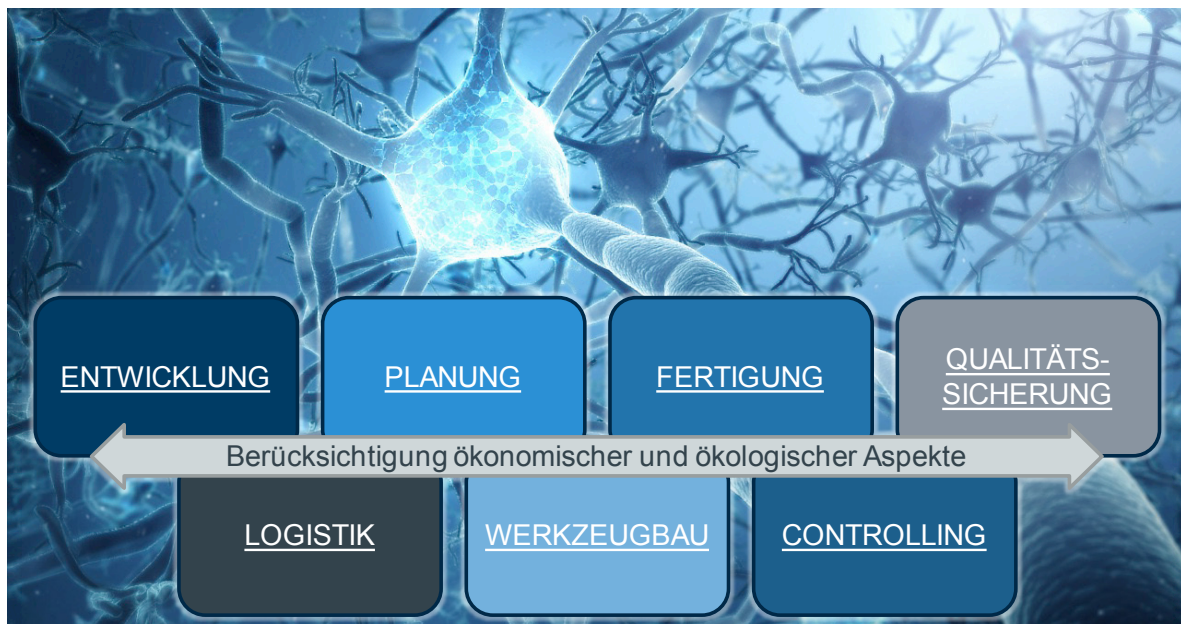 ENTWICKLUNG
PLANUNG
FERTIGUNG
QUALITÄTS-
SICHERUNG
Berücksichtigung ökonomischer und ökologischer Aspekte
LOGISTIK
WERKZEUGBAU
CONTROLLING